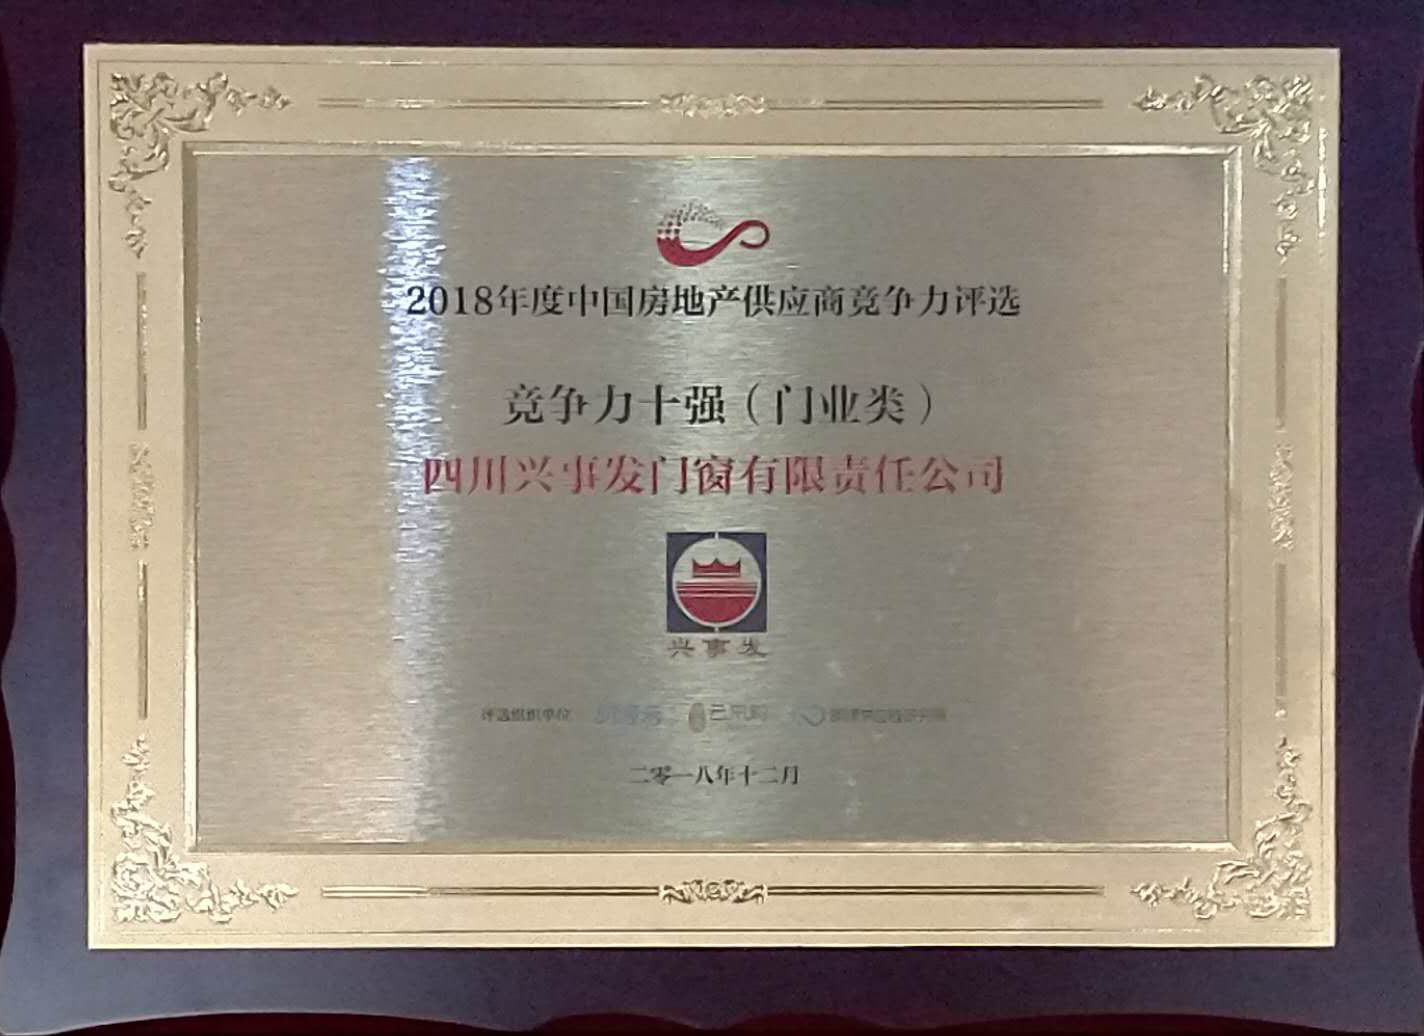 2018年度中国房地产供应商竞争力评选
竞争力十强（门业类）
四川兴事发门窗有限责任公司
兴事发
评选组织单位
二零一八年十二月